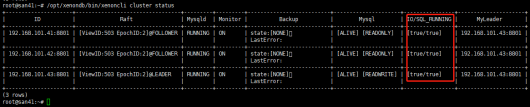 root@san41:~# /opt/xenondb/bin/xenoncli cluster status
ID | Raft | Mysqld | Monitor | Backup | Mysql | IO/SQL_RUNNING | MyLeader
192.168.101.41:8801 | [ViewID:503 EpochID:2]@FOLLOWER | RUNNING | ON | state:[NONE] | [ALIVE] [READONLY] | [true/true] | 192.168.101.43:8801
LastError:
192.168.101.42:8801 | [ViewID:503 EpochID:2]@FOLLOWER | RUNNING | ON | state:[NONE] | [ALIVE] [READONLY] | [true/true] | 192.168.101.43:8801
LastError:
192.168.101.43:8801 | [ViewID:503 EpochID:2]@LEADER | RUNNING | ON | state:[NONE] | [ALIVE] [READWRITE] | [true/true] | 192.168.101.43:8801
LastError:
(3 rows)
root@san41:~#